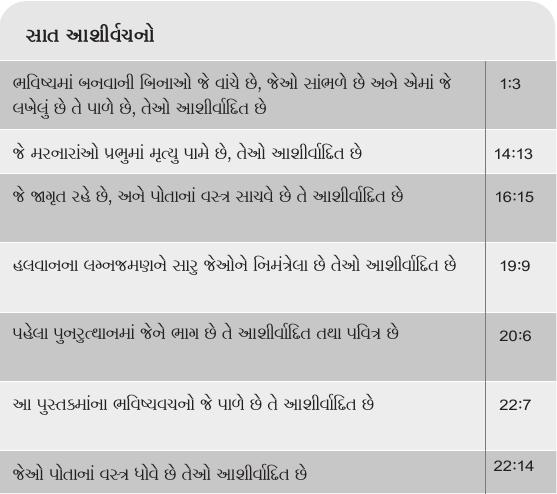 સાત આશીર્વચનો
ભવિષ્યમાં બનવાની બિનાઓ જે વાંચે છે, જેઓ સાંભળે છે અને એમાં જે
લખેલું છે તે પાળે છે, તેઓ આશીર્વાદિત છે
1:3
જે મરનારાંઓ પ્રભુમાં મૃત્યુ પામે છે, તેઓ આશીર્વાદિત છે
14:13
જે જાગૃત રહે છે, અને પોતાનાં વસ્ત્ર સાચવે છે તે આશીર્વાદિત છે
16:15
હલવાનના લગ્નજમણને સારુ જેઓને નિમંત્રેલા છે તેઓ આશીર્વાદિત છે
19:9
પહેલા પુનરુત્થાનમાં જેને ભાગ છે તે આશીર્વાદિત તથા પવિત્ર છે
20:6
આ પુસ્તકમાંના ભવિષ્યવચનો જે પાળે છે તે આશીર્વાદિત છે
22:7
જેઓ પોતાનાં વસ્ત્ર ધોવે છે તેઓ આશીર્વાદિત છે
22:14